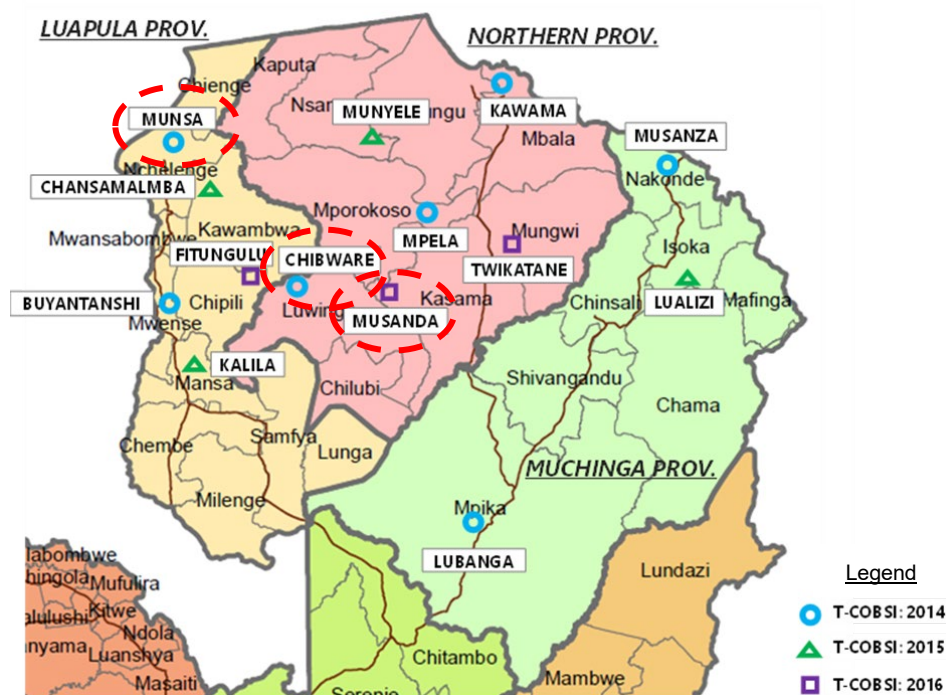 LUAPULA PROV.
NORTHERN PROV.
Kaputa
Chienge
MUNSA
MUNYELE
KAWAMA
Mbala
MUSANZA
Nchelenge
Nakonde
CHANSAMALMBA
Mporokoso
Kawambwa
Mwansabombwe
MPELA
Mungwi
Isoka
FITUNGULU
CHIBWARE
TWIKATANE
BUYANTANSHI
Chipili
Kasama
Chinsali
LUALIZI
Mafinga
Mwense
MUSANDA
KALILA
Mansa
Chilubi
Shivangandu
Chama
Chembe
Samfya
Lunga
MUCHINGA PROV.
Milenge
Mpika
LUBANGA
Lundazi
Mufulira
Kitwe
Ndola
Luanshya
Masaiti
Chitambo
Mambwe
Legend
T-COBSI: 2014
T-COBSI: 2015
T-COBSI: 2016